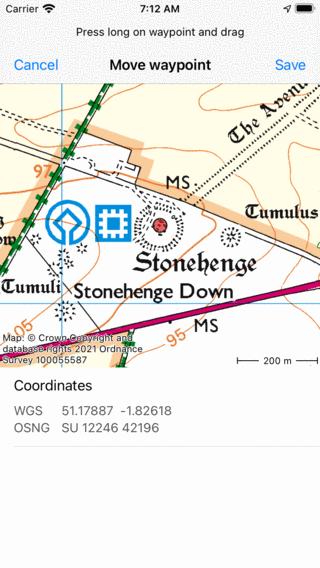 Carrier 7:12 AM
Press long on waypoint and drag
Cancel Move waypoint Save
The Avenu
97
MS
Tumulus
Stonehenge
Tumuli Stonehenge Down
MS
95
05
Map: © Crown Copyright and
database rights 2021 Ordnance
Survey 100055587
200 m
Coordinates
WGS 51.17887 -1.82618
OSNG SU 12246 42196